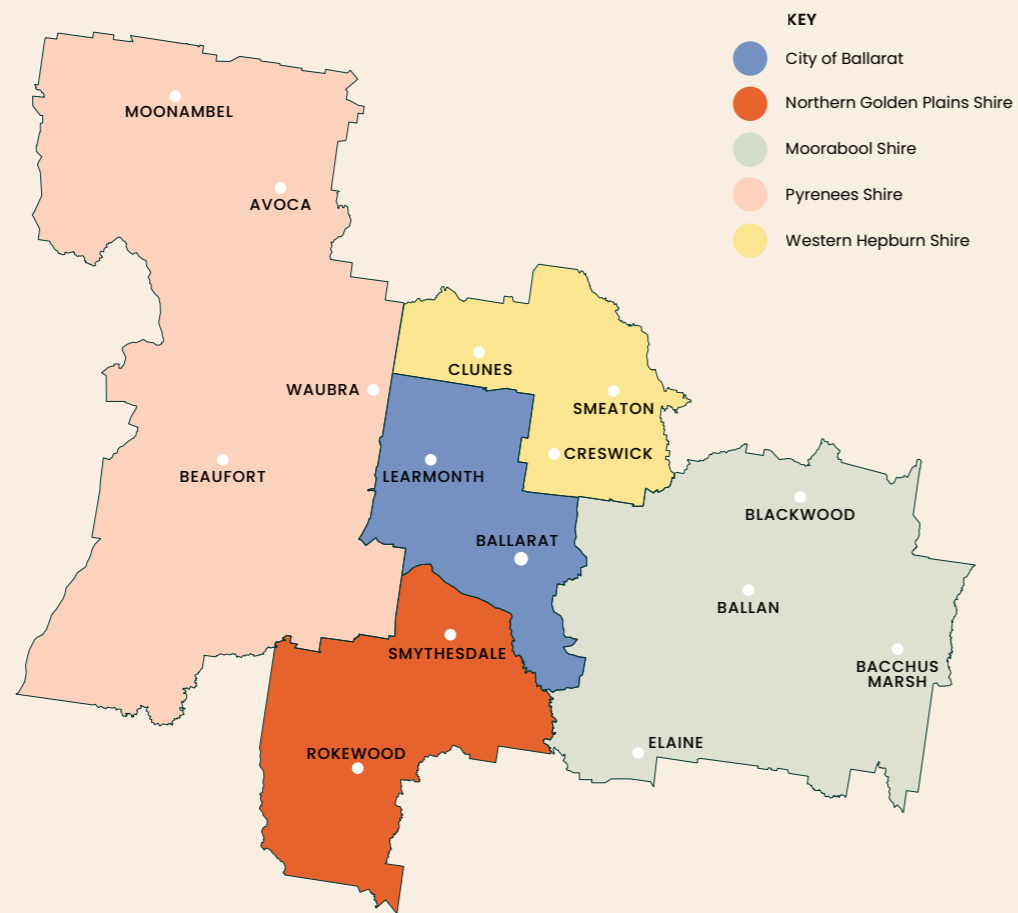 KEY
City of Ballarat
Northern Golden Plains Shire
Moorabool Shire
Pyrenees Shire
Western Hepburn Shire
MOONAMBEL
AVOCA
CLUNES
WAUBRA
SMEATON
CRESWICK
BEAUFORT
LEARMONTH
BLACKWOOD
BALLARAT
BALLAN
SMYTHESDALE
BACCHUS
MARSH
ELAINE
ROKEWOOD